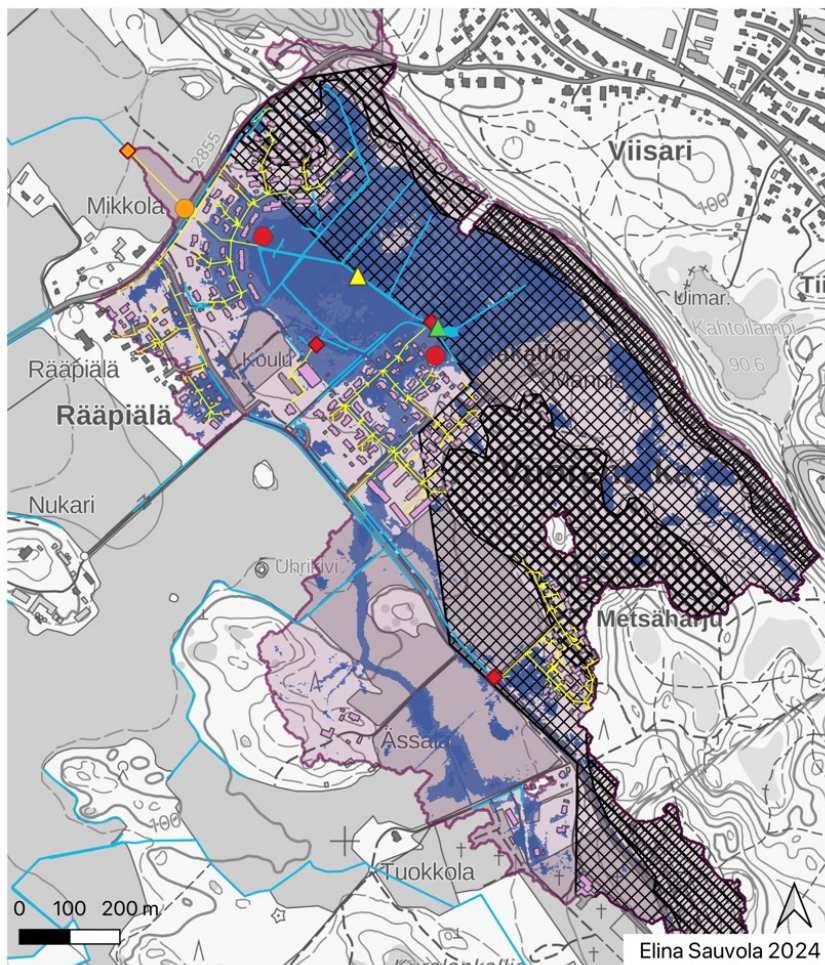 Viisari
100
2855
Mikkola
Uimar.
Kahtoilampi
90.6
Koulu
Rääpiälä
Rääpiälä
Nukari
Uhrikivi
Metsäharju
Ässälä
100
Tuokkola
0 100 200 m
Elina Sauvola 2024